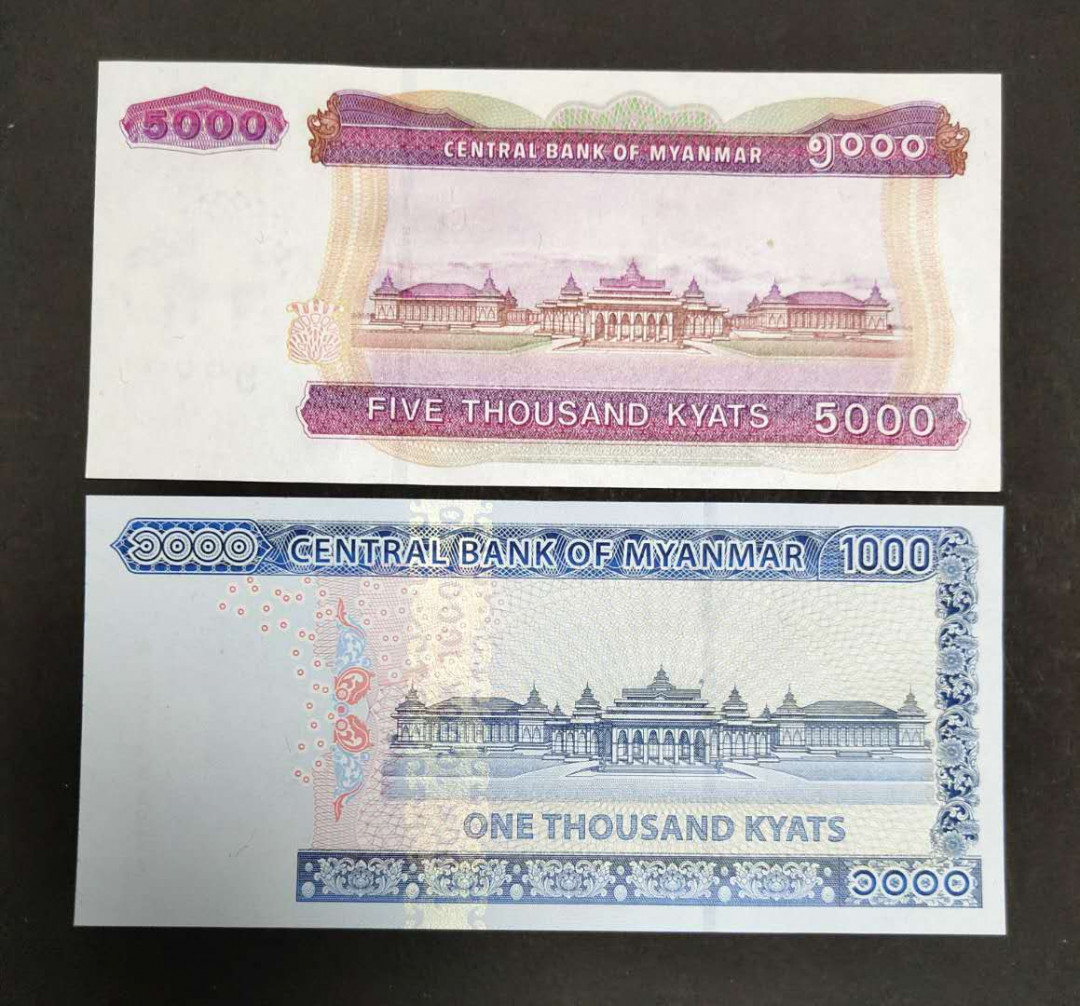 5000
CENTRAL BANK OF MYANMAR ၅၀၀၀
FIVE THOUSAND KYATS 5000
၁၀၀၀ CENTRAL BANK OF MYANMAR 1000
ONE THOUSAND KYATS
၁၀၀၀